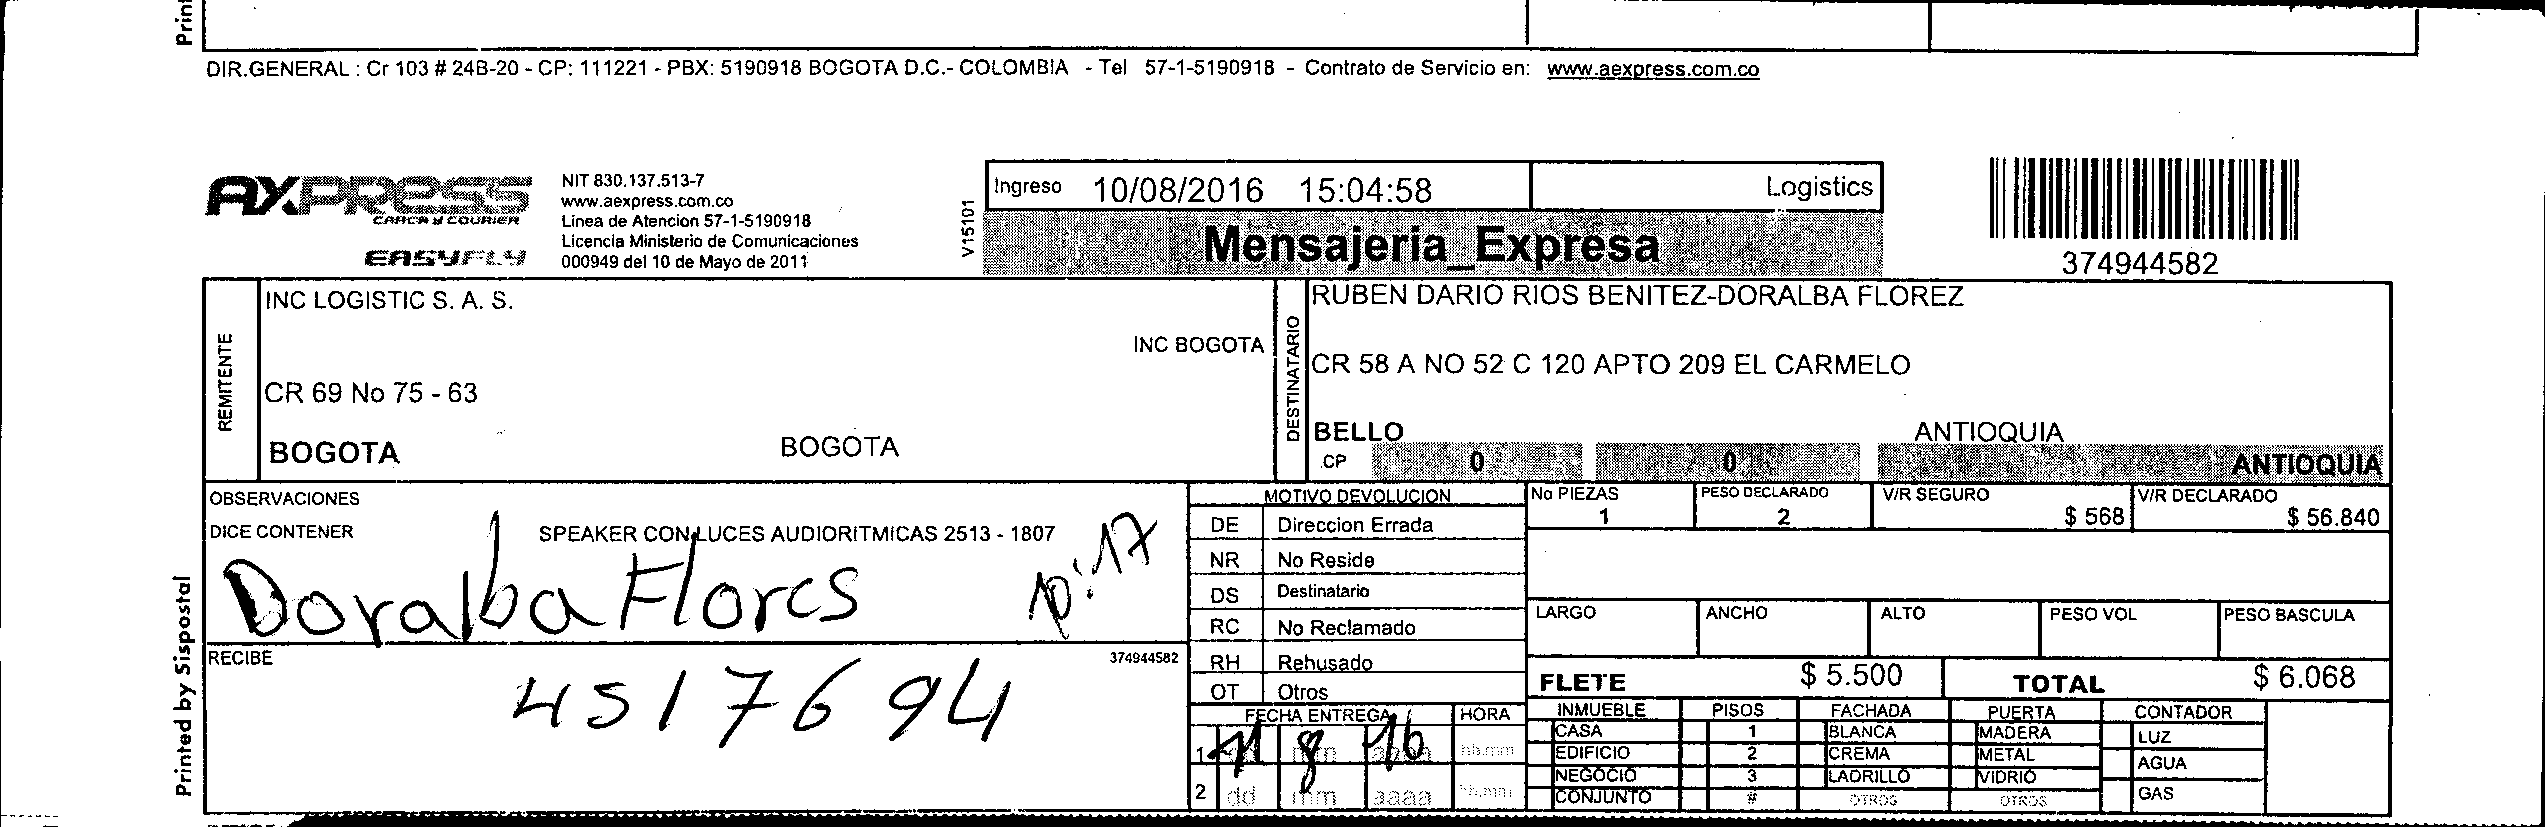 DIR.GENERAL : Cr 103 # 24B-20 - CP: 111221 - PBX: 5190918 BOGOTA D.C.- COLOMBIA - Tel 57-1-5190918 - Contrato de Servicio en: www.aexpress.com.co
AXPRESS
CARGA Y COURIER
EASYFLY
NIT 830.137.513-7
www.aexpress.com.co
Linea de Atencion 57-1-5190918
Licencia Ministerio de Comunicaciones
000949 del 10 de Mayo de 2011
V15101
Ingreso 10/08/2016 15:04:58 Logistics
Mensajeria_Expresa
374944582
REMITENTE
INC LOGISTIC S. A. S.
INC BOGOTA
CR 69 No 75 - 63
BOGOTA BOGOTA
DESTINATARIO
RUBEN DARIO RIOS BENITEZ-DORALBA FLOREZ
CR 58 A NO 52 C 120 APTO 209 EL CARMELO
BELLO ANTIOQUIA
CP 0 0 ANTIOQUIA
OBSERVACIONES
DICE CONTENER SPEAKER CON LUCES AUDIORITMICAS 2513 - 1807
Doralba Flores
RECIBE 374944582
4517694
MOTIVO DEVOLUCION
DE Direccion Errada
NR No Reside
DS Destinatario
RC No Reclamado
RH Rehusado
OT Otros
FECHA ENTREGA HORA
1 11 8 16 hh:mm
2 dd mm aaaa hh:mm
No PIEZAS PESO DECLARADO V/R SEGURO V/R DECLARADO
1 2 $ 568 $ 56.840
LARGO ANCHO ALTO PESO VOL PESO BASCULA
FLETE $ 5.500 TOTAL $ 6.068
INMUEBLE PISOS FACHADA PUERTA CONTADOR
CASA 1 BLANCA MADERA LUZ
EDIFICIO 2 CREMA METAL AGUA
NEGOCIO 3 LADRILLO VIDRIO
CONJUNTO # OTROS OTROS GAS
Printed by Sispostal